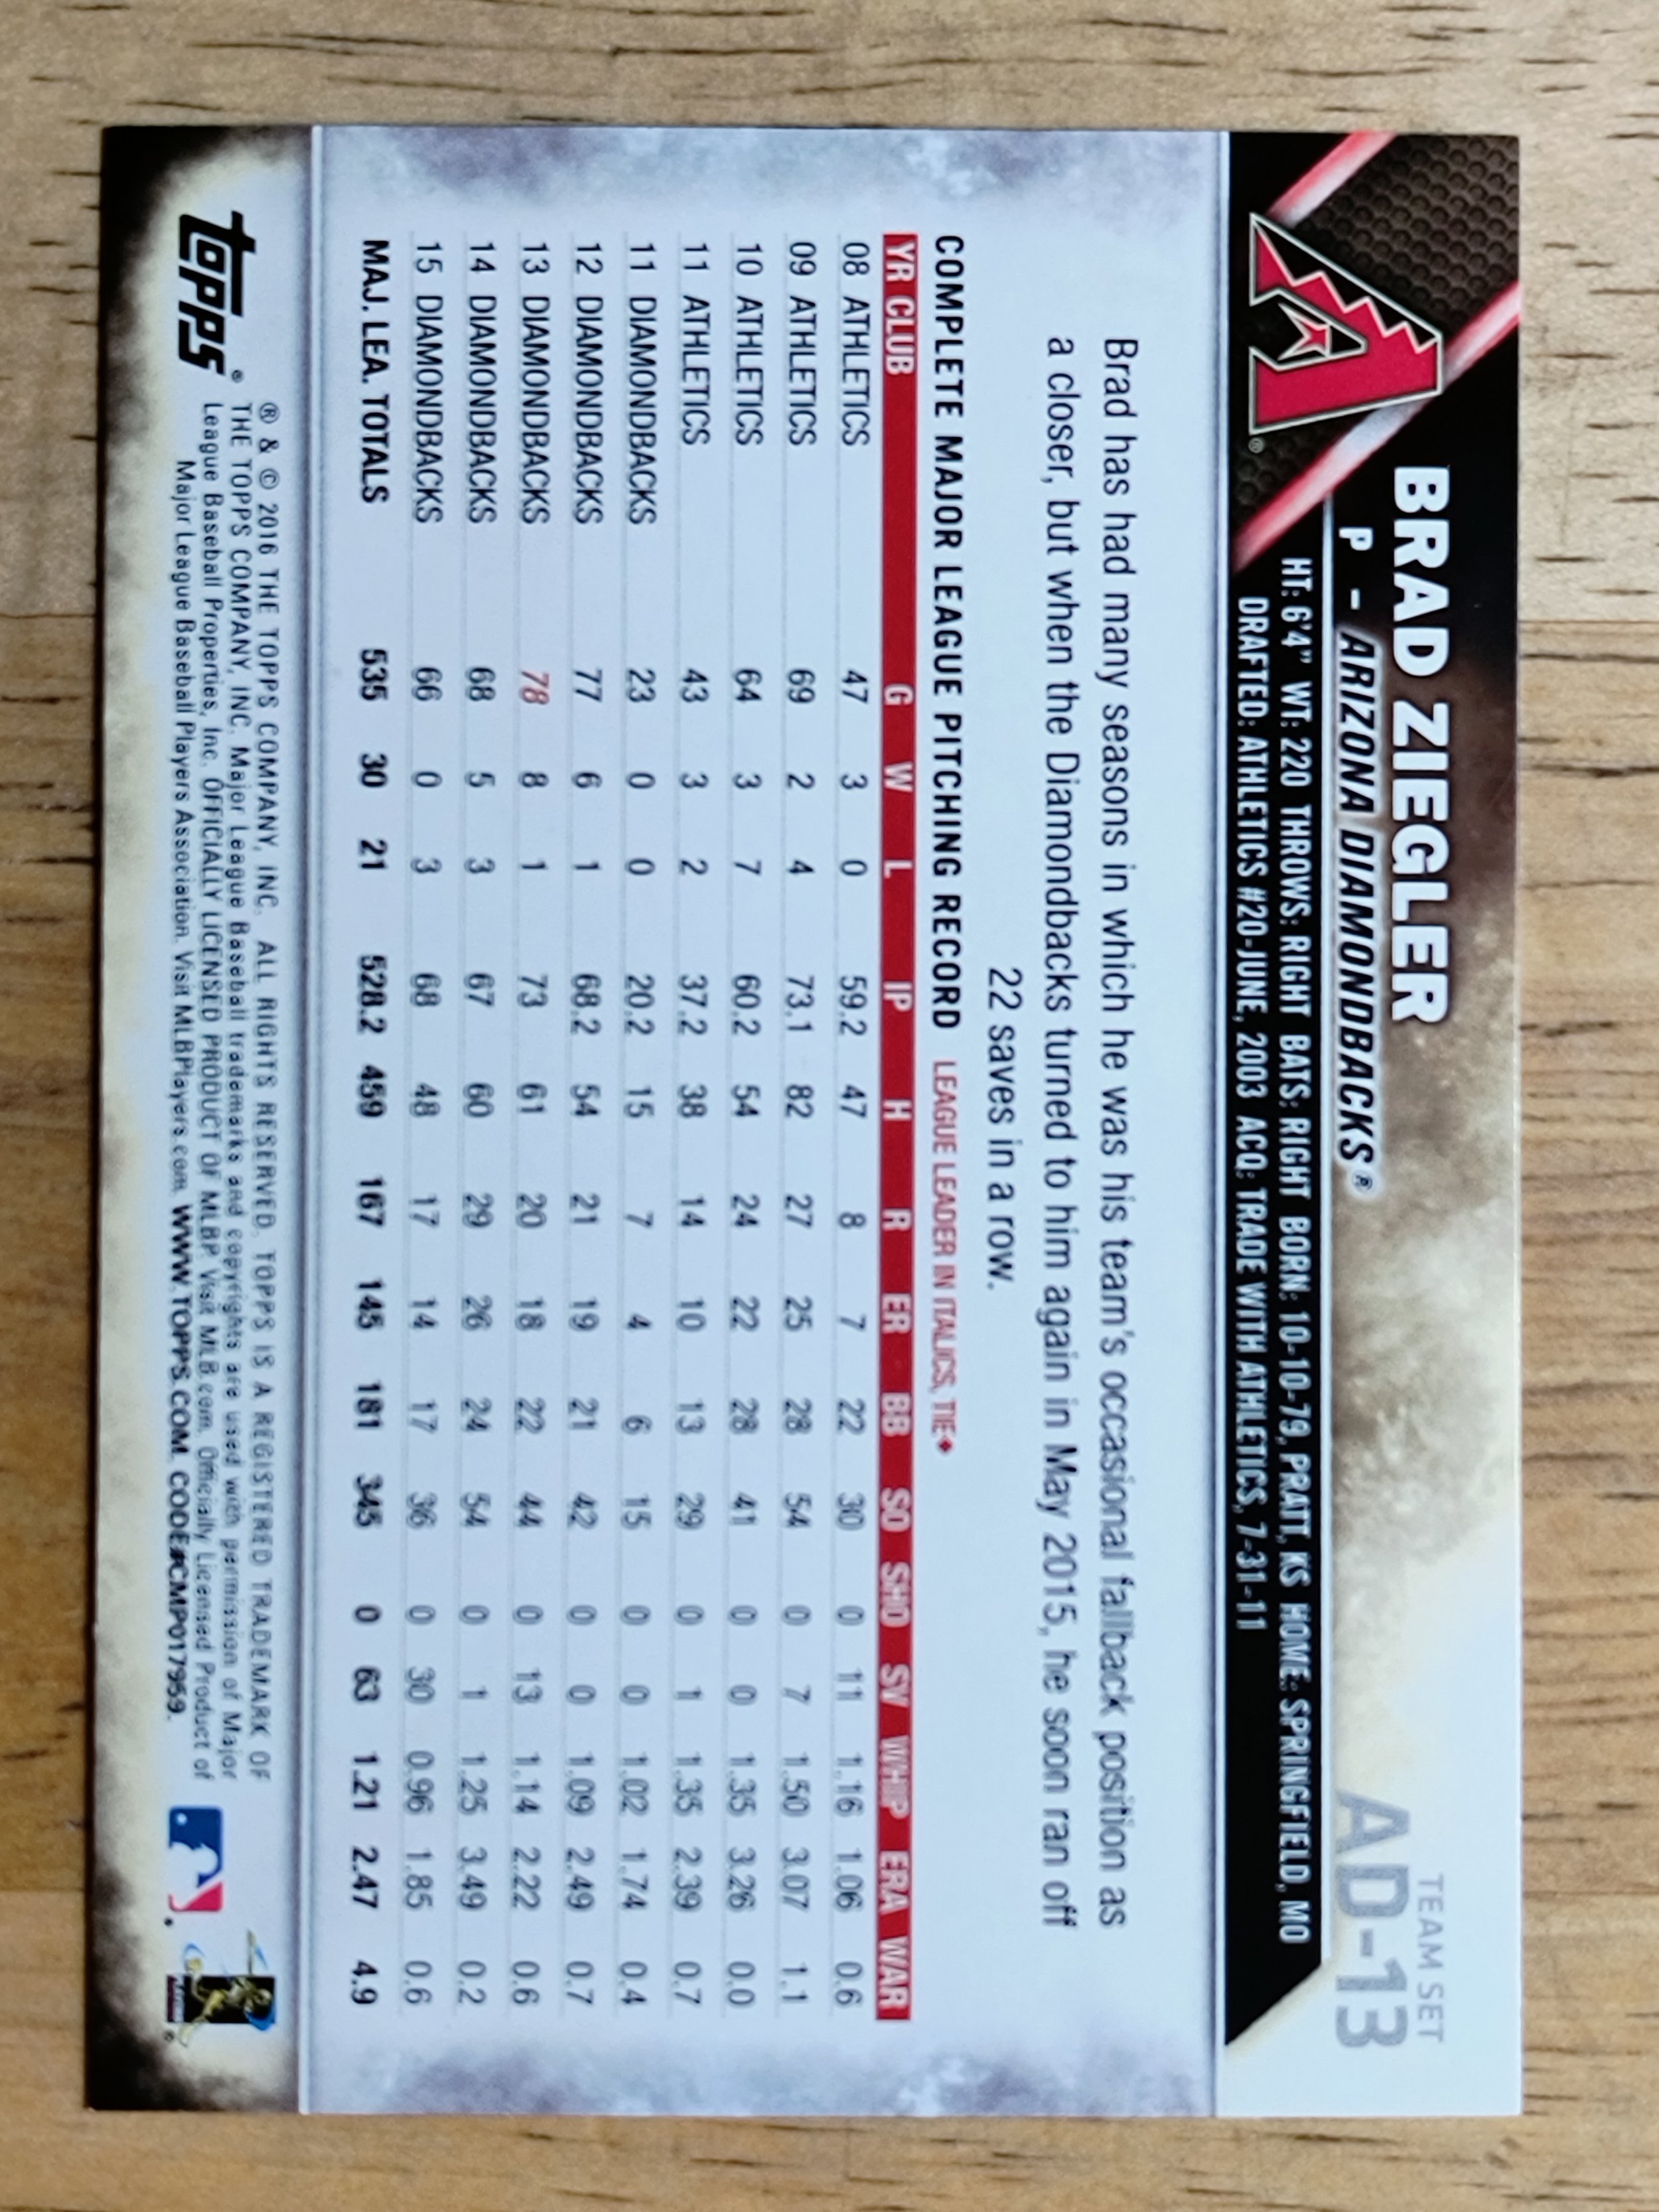 TEAM SET
AD-13
BRAD ZIEGLER
P - ARIZONA DIAMONDBACKS®
HT: 6'4" WT: 220 THROWS: RIGHT BATS: RIGHT BORN: 10-10-79, PRATT, KS HOME: SPRINGFIELD, MO
DRAFTED: ATHLETICS #20-JUNE, 2003 ACQ: TRADE WITH ATHLETICS, 7-31-11
A
®
Brad has had many seasons in which he was his team's occasional fallback position as
a closer, but when the Diamondbacks turned to him again in May 2015, he soon ran off
22 saves in a row.
COMPLETE MAJOR LEAGUE PITCHING RECORD LEAGUE LEADER IN ITALICS, TIE◆
YR CLUB G W L IP H R ER BB SO SHO SV WHIP ERA WAR
08 ATHLETICS 47 3 0 59.2 47 8 7 22 30 0 11 1.16 1.06 0.6
09 ATHLETICS 69 2 4 73.1 82 27 25 28 54 0 7 1.50 3.07 1.1
10 ATHLETICS 64 3 7 60.2 54 24 22 28 41 0 0 1.35 3.26 0.0
11 ATHLETICS 43 3 2 37.2 38 14 10 13 29 0 1 1.35 2.39 0.7
11 DIAMONDBACKS 23 0 0 20.2 15 7 4 6 15 0 0 1.02 1.74 0.4
12 DIAMONDBACKS 77 6 1 68.2 54 21 19 21 42 0 0 1.09 2.49 0.7
13 DIAMONDBACKS 78 8 1 73 61 20 18 22 44 0 13 1.14 2.22 0.6
14 DIAMONDBACKS 68 5 3 67 60 29 26 24 54 0 1 1.25 3.49 0.2
15 DIAMONDBACKS 66 0 3 68 48 17 14 17 36 0 30 0.96 1.85 0.6
MAJ. LEA. TOTALS 535 30 21 528.2 459 167 145 181 345 0 63 1.21 2.47 4.9
topps®
® & © 2016 THE TOPPS COMPANY, INC. ALL RIGHTS RESERVED. TOPPS IS A REGISTERED TRADEMARK OF
THE TOPPS COMPANY, INC. Major League Baseball trademarks and copyrights are used with permission of Major
League Baseball Properties, Inc. OFFICIALLY LICENSED PRODUCT OF MLBP. Visit MLB.com. Officially Licensed Product of
Major League Baseball Players Association. Visit MLBPlayers.com. WWW.TOPPS.COM. CODE#CMP017959.